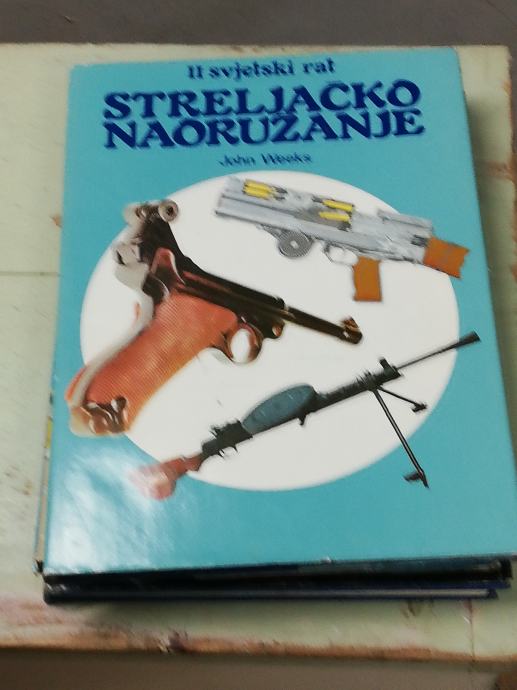 II svjetski rat
STRELJAČKO
NAORUŽANJE
John Weeks